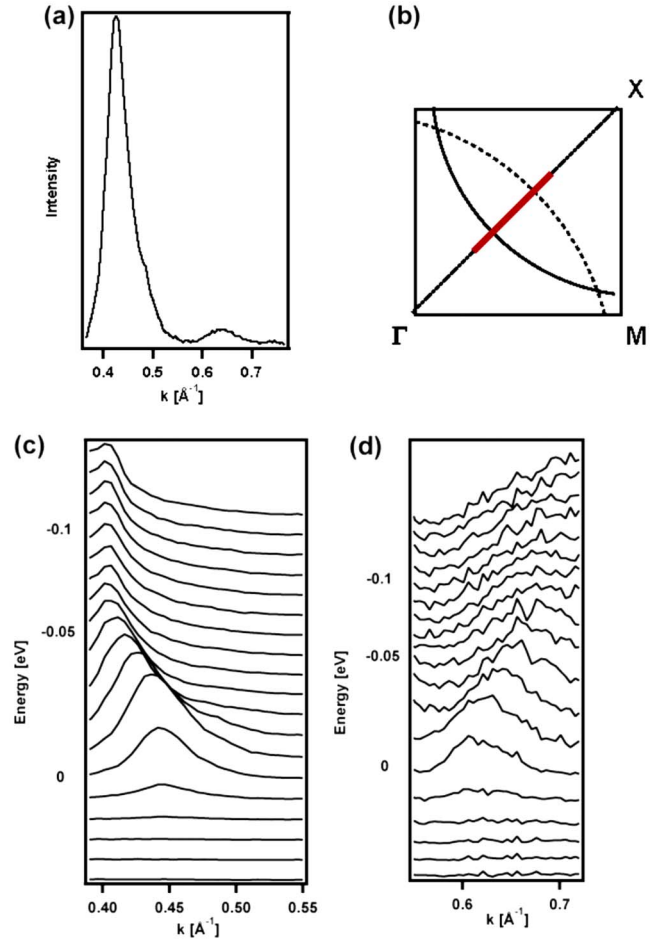 (a)
Intensity
0.4 0.5 0.6 0.7
k [Å⁻¹]
(b)
X
Γ
M
(c)
-0.1
-0.05
0
Energy [eV]
0.40 0.45 0.50 0.55
k [Å⁻¹]
(d)
-0.1
-0.05
0
Energy [eV]
0.6 0.7
k [Å⁻¹]